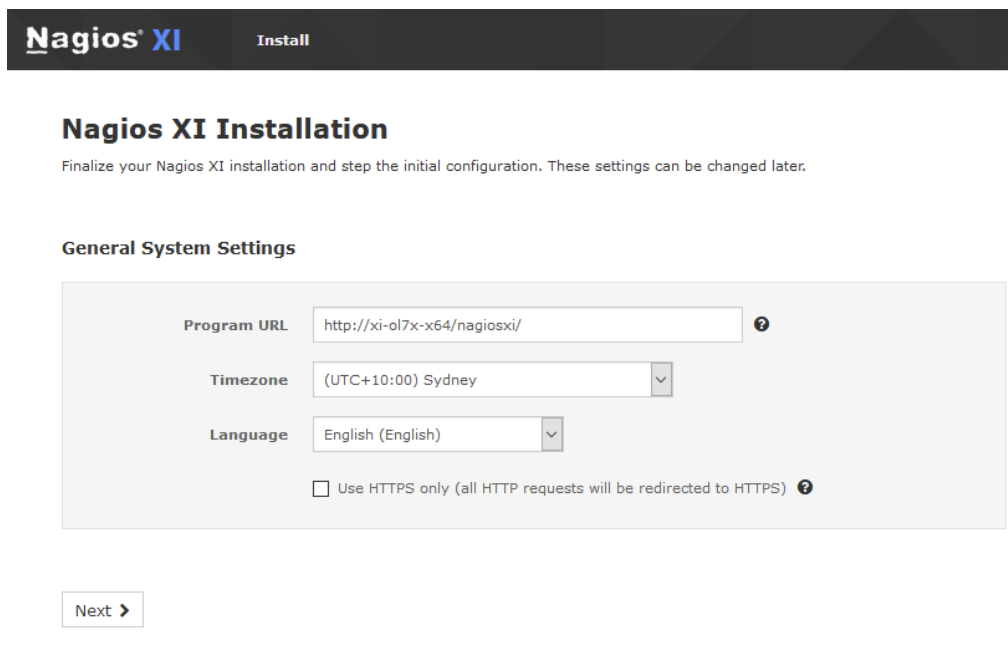 Nagios® XI Install
Nagios XI Installation
Finalize your Nagios XI installation and step the initial configuration. These settings can be changed later.
General System Settings
Program URL http://xi-ol7x-x64/nagiosxi/
Timezone (UTC+10:00) Sydney
Language English (English)
Use HTTPS only (all HTTP requests will be redirected to HTTPS)
Next